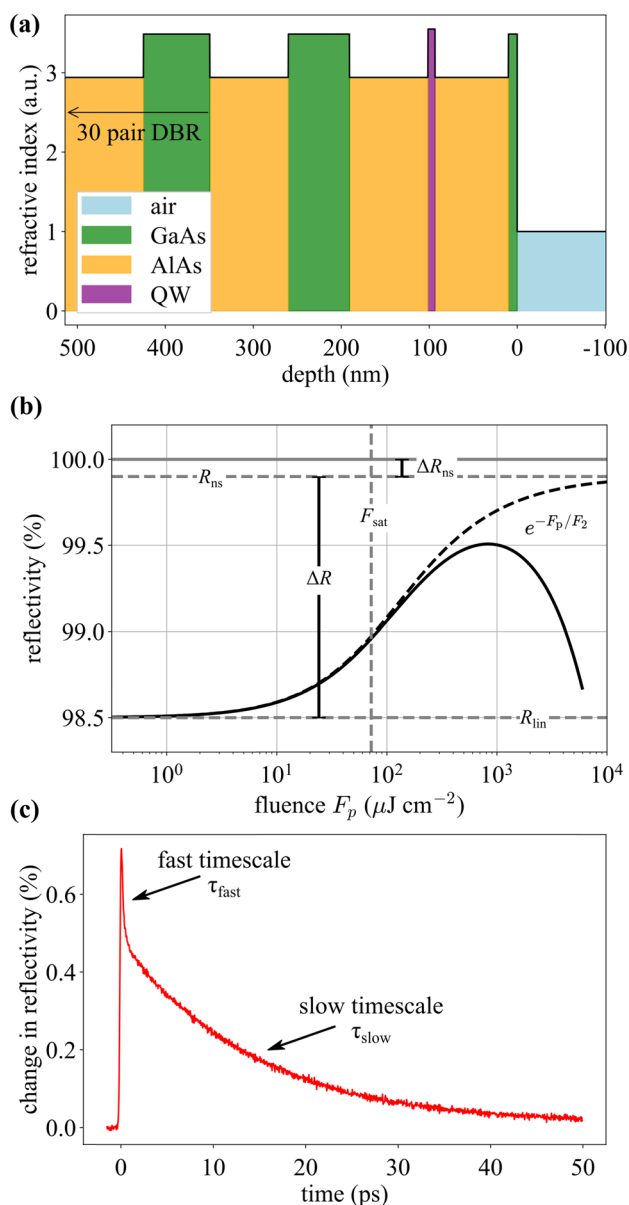 (a)
refractive index (a.u.)
3
2
1
0
30 pair DBR
air
GaAs
AlAs
QW
500 400 300 200 100 0 -100
depth (nm)
(b)
reflectivity (%)
100.0
99.5
99.0
98.5
R_ns
ΔR_ns
F_sat
e^{-F_p/F_2}
ΔR
R_lin
10^0 10^1 10^2 10^3 10^4
fluence F_p (μJ cm^{-2})
(c)
change in reflectivity (%)
0.6
0.4
0.2
0.0
fast timescale
τ_fast
slow timescale
τ_slow
0 10 20 30 40 50
time (ps)